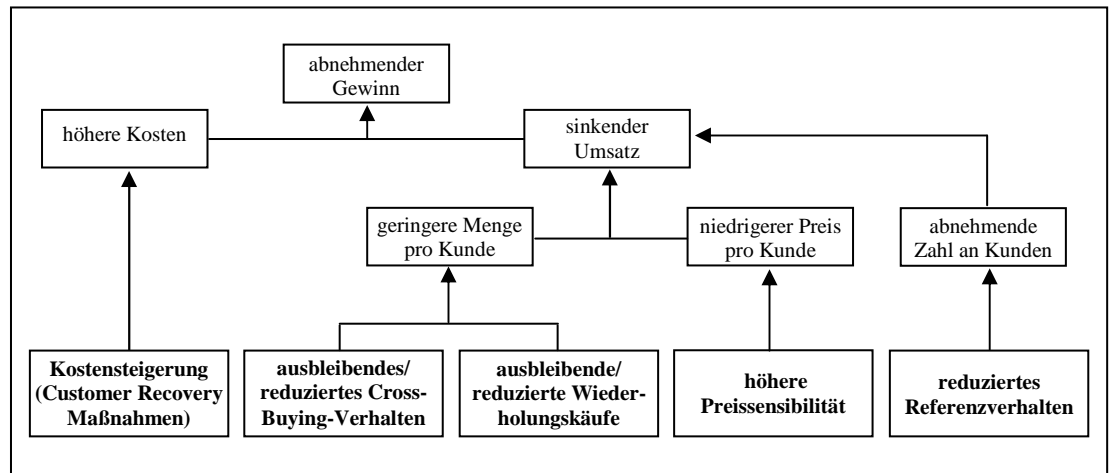 abnehmender
Gewinn
höhere Kosten
sinkender
Umsatz
geringere Menge
pro Kunde
niedrigerer Preis
pro Kunde
abnehmende
Zahl an Kunden
Kostensteigerung
(Customer Recovery
Maßnahmen)
ausbleibendes/
reduziertes Cross-
Buying-Verhalten
ausbleibende/
reduzierte Wieder-
holungskäufe
höhere
Preissensibilität
reduziertes
Referenzverhalten